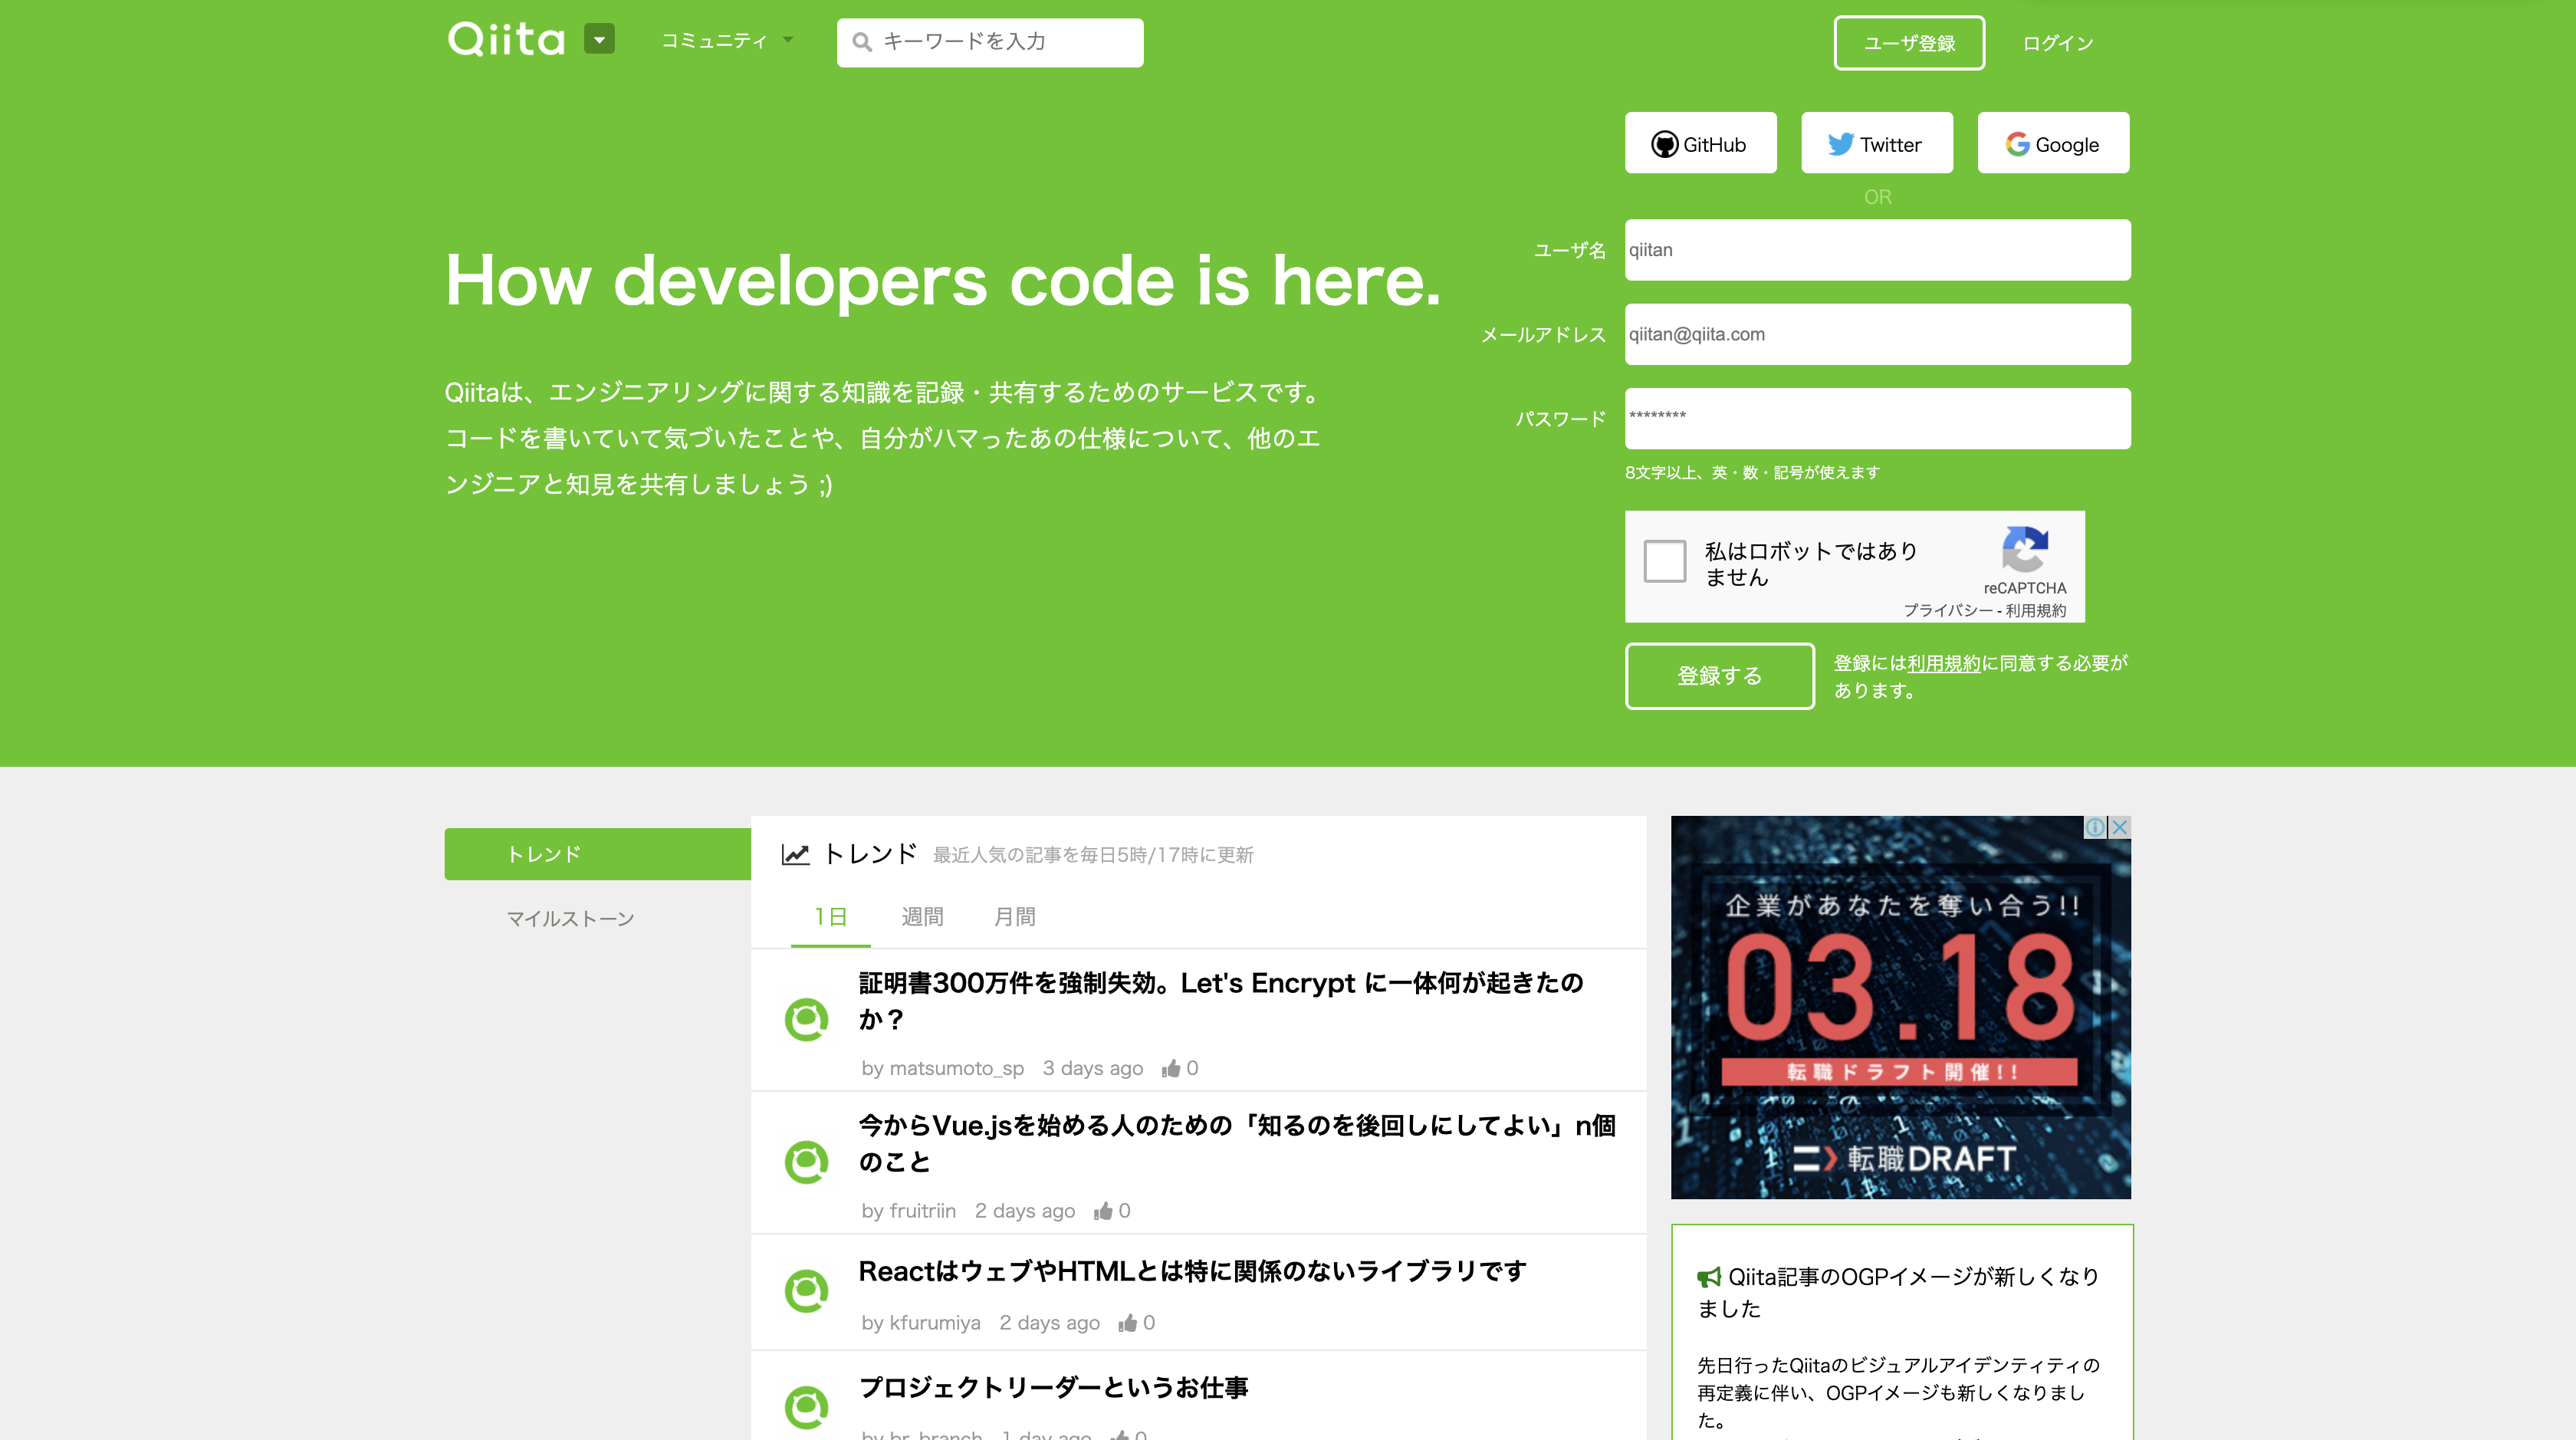 Qiita
コミュニティ
キーワードを入力
ユーザ登録
ログイン
GitHub
Twitter
Google
OR
How developers code is here.
Qiitaは、エンジニアリングに関する知識を記録・共有するためのサービスです。
コードを書いていて気づいたことや、自分がハマったあの仕様について、他のエ
ンジニアと知見を共有しましょう ;)
ユーザ名
qiitan
メールアドレス
qiitan@qiita.com
パスワード
********
8文字以上、英・数・記号が使えます
私はロボットではあり
ません
reCAPTCHA
プライバシー - 利用規約
登録する
登録には利用規約に同意する必要が
あります。
トレンド
マイルストーン
トレンド 最近人気の記事を毎日5時/17時に更新
1日 週間 月間
証明書300万件を強制失効。Let's Encrypt に一体何が起きたの
か？
by matsumoto_sp 3 days ago 0
今からVue.jsを始める人のための「知るのを後回しにしてよい」n個
のこと
by fruitriin 2 days ago 0
ReactはウェブやHTMLとは特に関係のないライブラリです
by kfurumiya 2 days ago 0
プロジェクトリーダーというお仕事
by br_branch 1 day ago 0
企業があなたを奪い合う!!
03.18
転職ドラフト開催!!
転職DRAFT
Qiita記事のOGPイメージが新しくなり
ました
先日行ったQiitaのビジュアルアイデンティティの
再定義に伴い、OGPイメージも新しくなりまし
た。